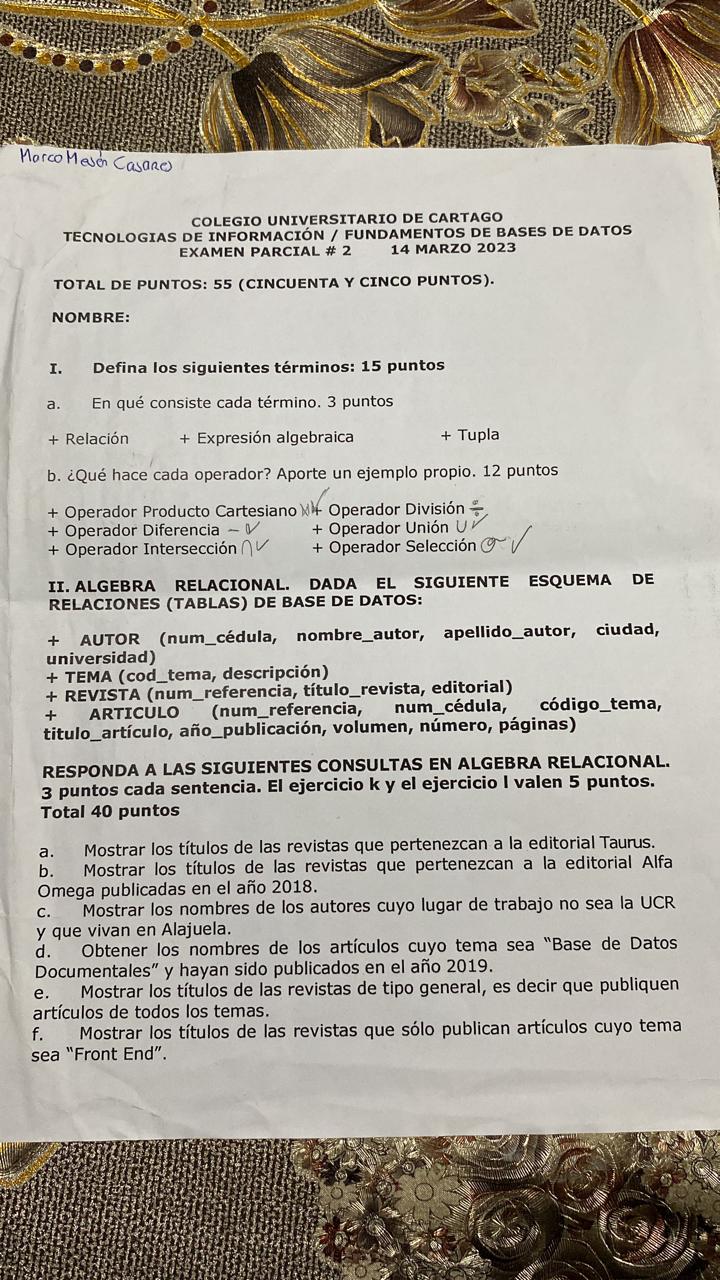 Marco Mesén Casares
COLEGIO UNIVERSITARIO DE CARTAGO
TECNOLOGIAS DE INFORMACIÓN / FUNDAMENTOS DE BASES DE DATOS
EXAMEN PARCIAL # 2 14 MARZO 2023
TOTAL DE PUNTOS: 55 (CINCUENTA Y CINCO PUNTOS).
NOMBRE:
I. Defina los siguientes términos: 15 puntos
a. En qué consiste cada término. 3 puntos
+ Relación + Expresión algebraica + Tupla
b. ¿Qué hace cada operador? Aporte un ejemplo propio. 12 puntos
+ Operador Producto Cartesiano + Operador División ÷
+ Operador Diferencia – ✓ + Operador Unión ∪ ✓
+ Operador Intersección ∩ ✓ + Operador Selección σ ✓
II. ALGEBRA RELACIONAL. DADA EL SIGUIENTE ESQUEMA DE
RELACIONES (TABLAS) DE BASE DE DATOS:
+ AUTOR (num_cédula, nombre_autor, apellido_autor, ciudad,
universidad)
+ TEMA (cod_tema, descripción)
+ REVISTA (num_referencia, título_revista, editorial)
+ ARTICULO (num_referencia, num_cédula, código_tema,
titulo_artículo, año_publicación, volumen, número, páginas)
RESPONDA A LAS SIGUIENTES CONSULTAS EN ALGEBRA RELACIONAL.
3 puntos cada sentencia. El ejercicio k y el ejercicio l valen 5 puntos.
Total 40 puntos
a. Mostrar los títulos de las revistas que pertenezcan a la editorial Taurus.
b. Mostrar los títulos de las revistas que pertenezcan a la editorial Alfa
Omega publicadas en el año 2018.
c. Mostrar los nombres de los autores cuyo lugar de trabajo no sea la UCR
y que vivan en Alajuela.
d. Obtener los nombres de los artículos cuyo tema sea “Base de Datos
Documentales” y hayan sido publicados en el año 2019.
e. Mostrar los títulos de las revistas de tipo general, es decir que publiquen
artículos de todos los temas.
f. Mostrar los títulos de las revistas que sólo publican artículos cuyo tema
sea “Front End”.